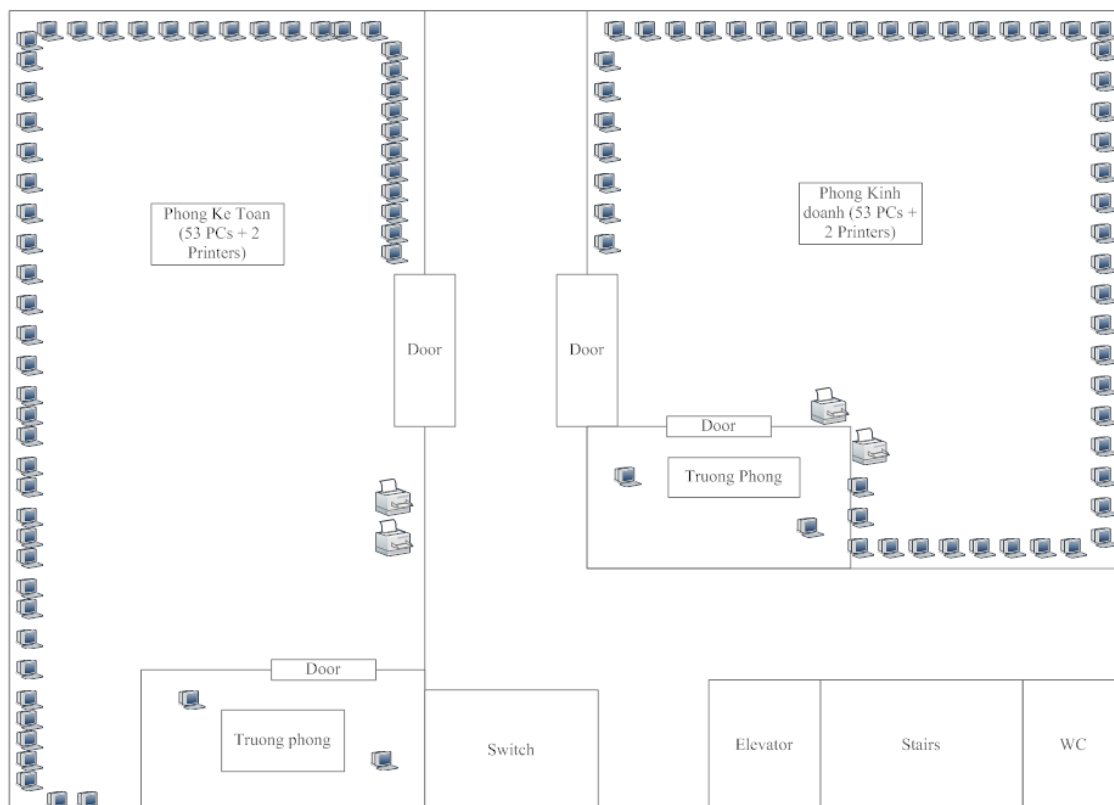 Phong Ke Toan
(53 PCs + 2
Printers)
Phong Kinh
doanh (53 PCs +
2 Printers)
Door
Door
Door
Truong Phong
Door
Truong phong
Switch
Elevator
Stairs
WC